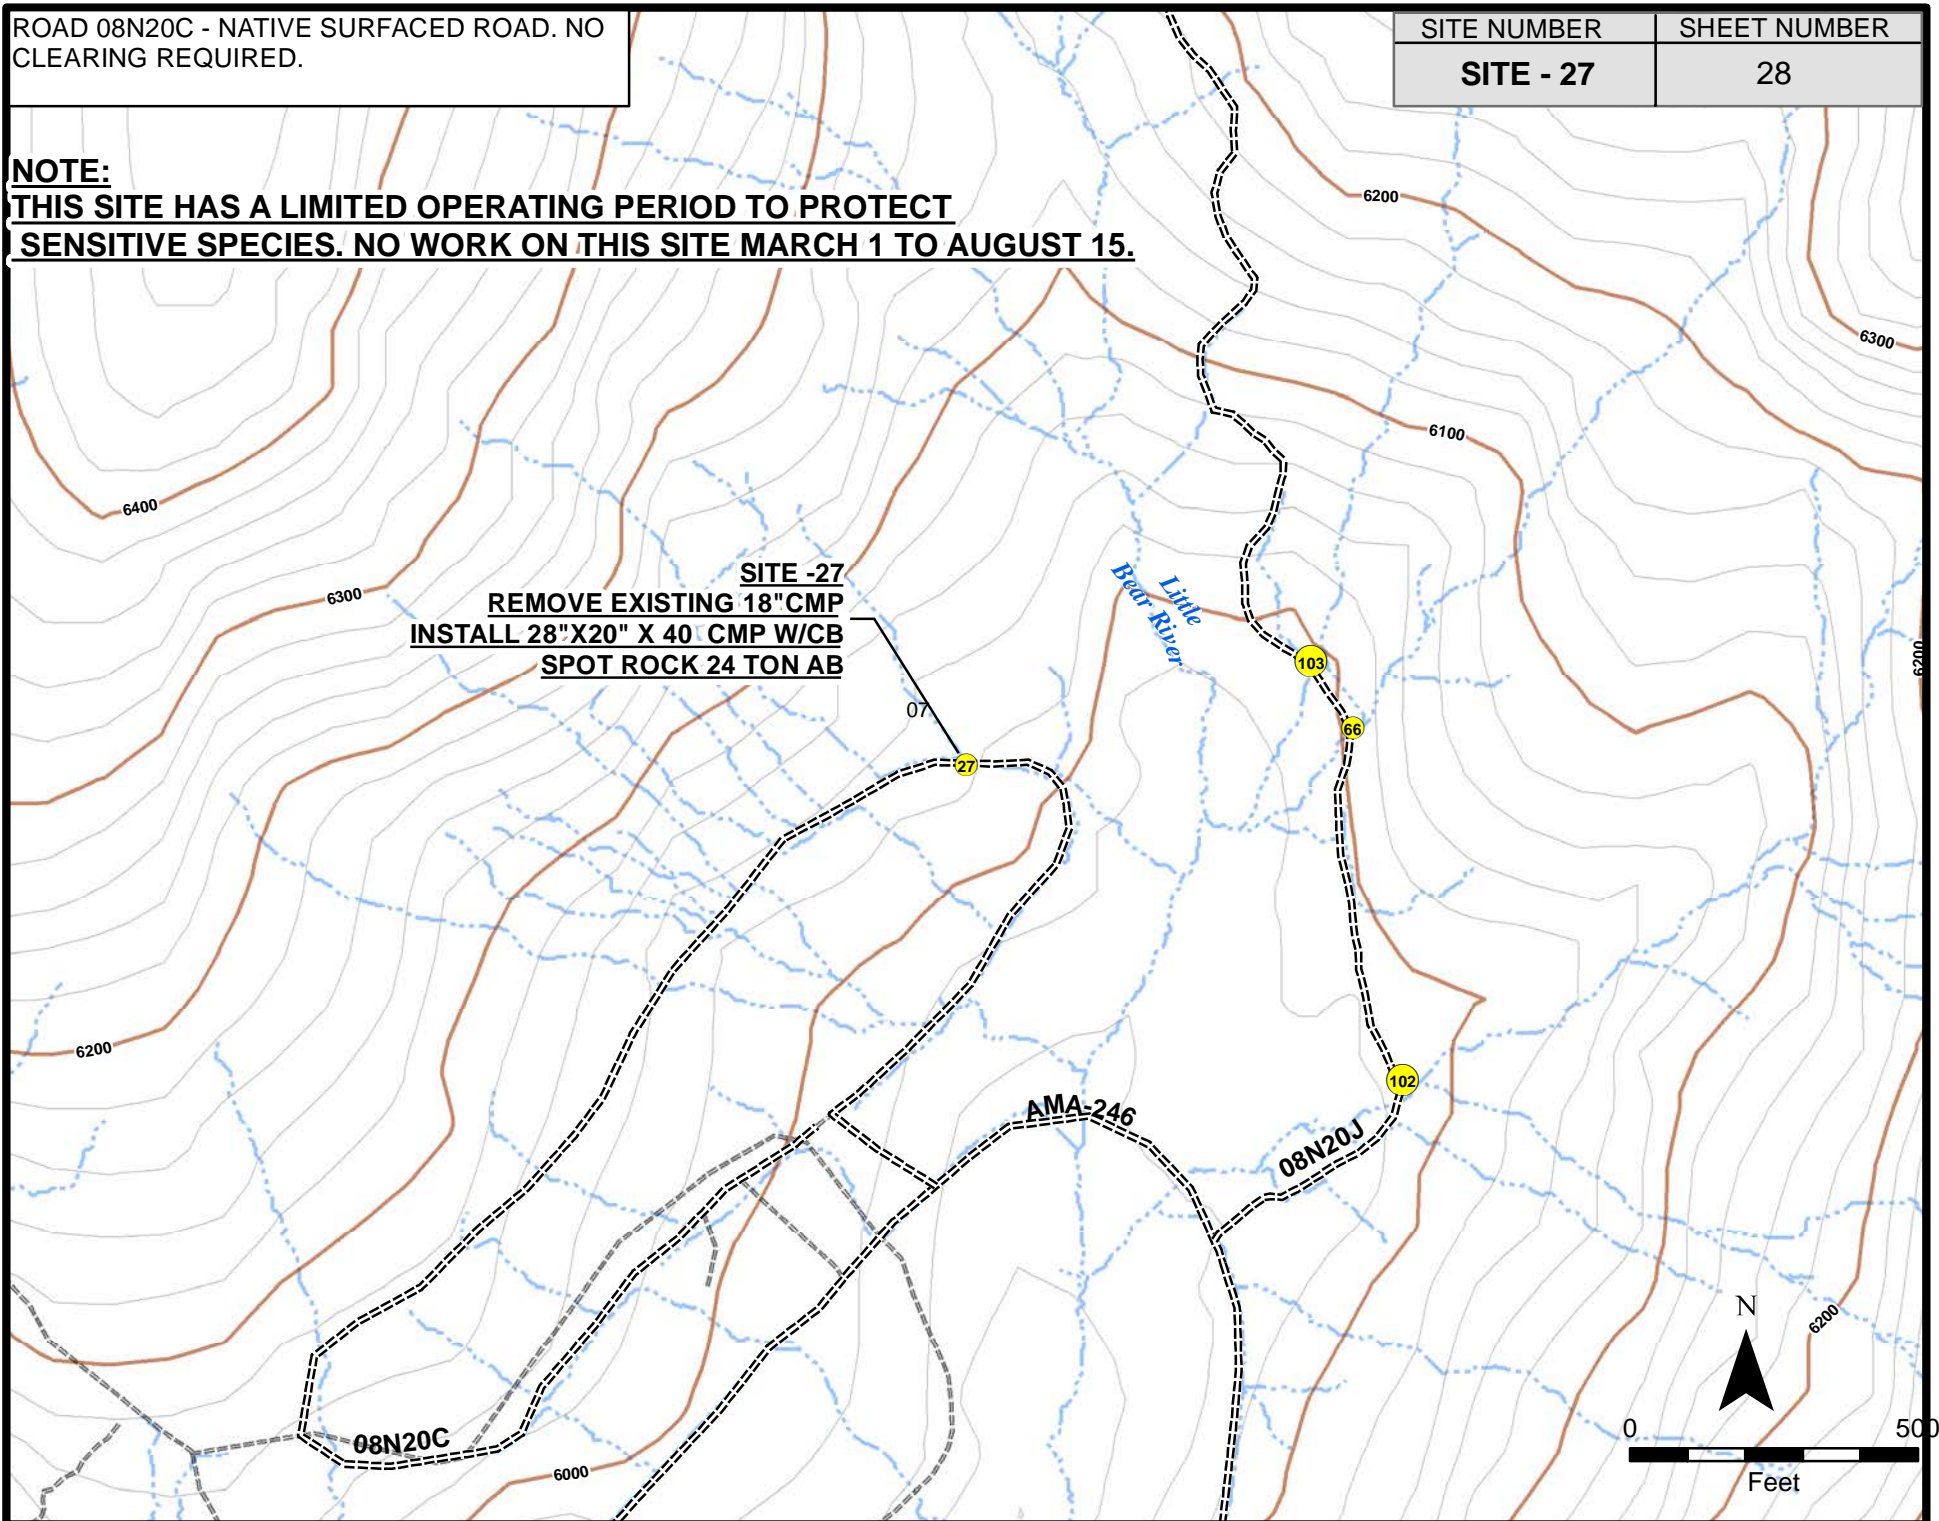 ROAD 08N20C - NATIVE SURFACED ROAD. NO
CLEARING REQUIRED.
SITE NUMBER
SHEET NUMBER
SITE - 27
28
NOTE:
THIS SITE HAS A LIMITED OPERATING PERIOD TO PROTECT
SENSITIVE SPECIES. NO WORK ON THIS SITE MARCH 1 TO AUGUST 15.
6200
6300
6100
6400
6300
SITE -27
REMOVE EXISTING 18"CMP
INSTALL 28"X20" X 40 CMP W/CB
SPOT ROCK 24 TON AB
Little
Bear River
103
6200
07
66
27
6200
102
AMA-246
08N20J
N
6200
08N20C
6000
0
500
Feet